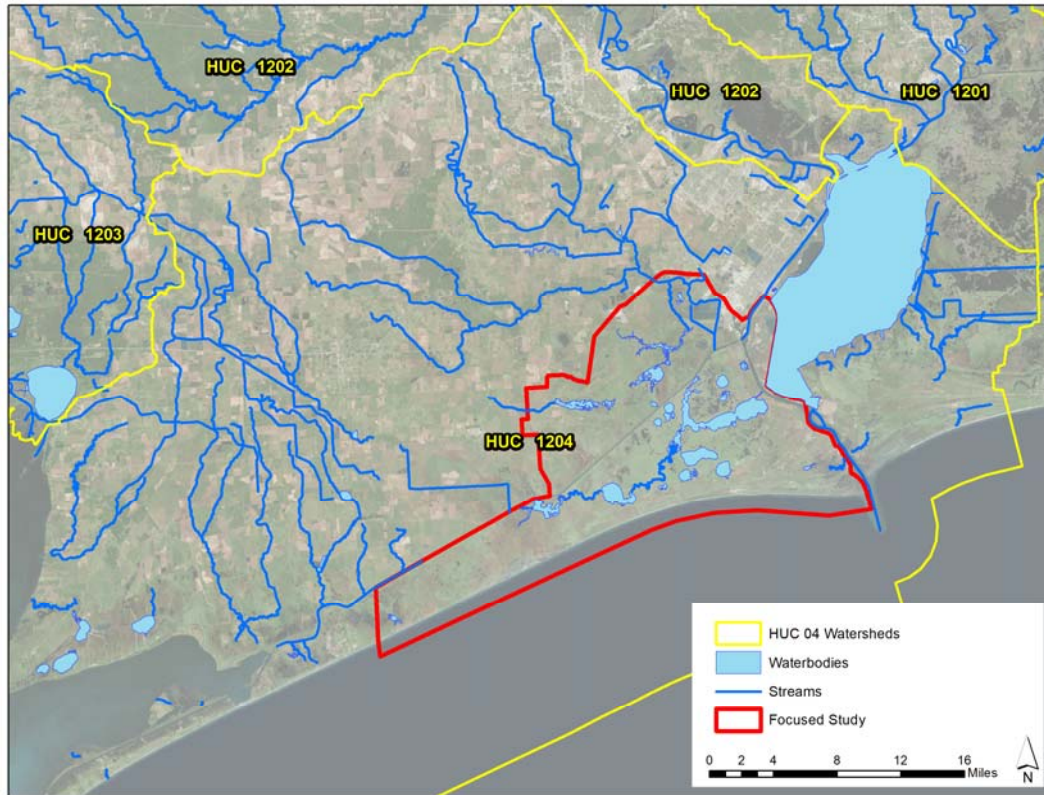 HUC 1202
HUC 1202
HUC 1201
HUC 1203
HUC 1204
HUC 04 Watersheds
Waterbodies
Streams
Focused Study
0 2 4 8 12 16
Miles
N